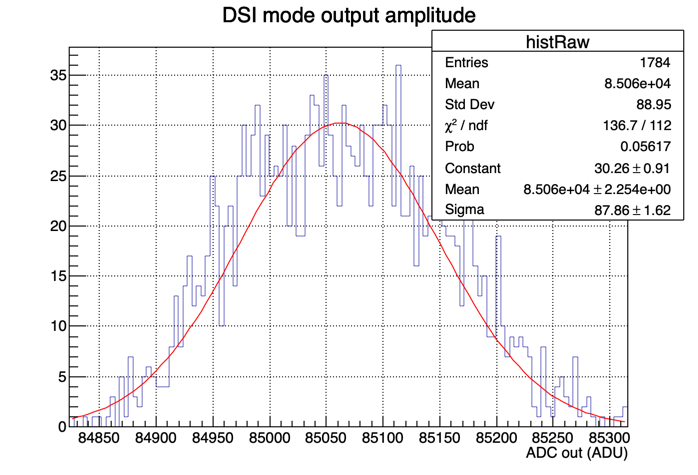 DSI mode output amplitude
histRaw
Entries 1784
Mean 8.506e+04
Std Dev 88.95
χ² / ndf 136.7 / 112
Prob 0.05617
Constant 30.26 ± 0.91
Mean 8.506e+04 ± 2.254e+00
Sigma 87.86 ± 1.62
35
30
25
20
15
10
5
0
84850 84900 84950 85000 85050 85100 85150 85200 85250 85300
ADC out (ADU)